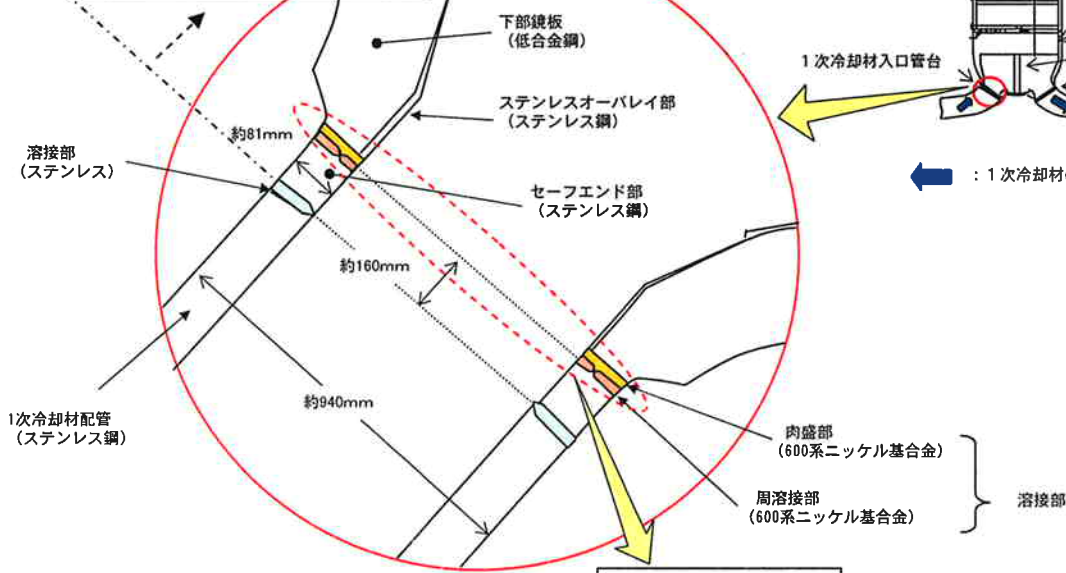 下部鏡板
（低合金鋼）
1次冷却材入口管台
ステンレスオーバレイ部
（ステンレス鋼）
約81mm
溶接部
（ステンレス）
：1次冷却材
セーフエンド部
（ステンレス鋼）
約160mm
約940mm
1次冷却材配管
（ステンレス鋼）
肉盛部
（600系ニッケル基合金）
周溶接部
（600系ニッケル基合金）
溶接部